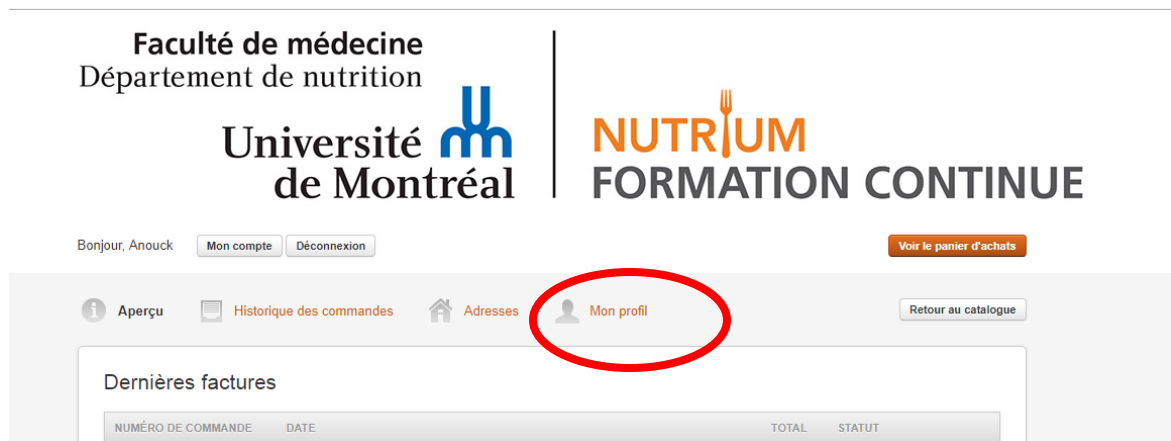 Faculté de médecine
Département de nutrition
Université
de Montréal
NUTRIUM
FORMATION CONTINUE
Bonjour, Anouck Mon compte Déconnexion Voir le panier d'achats
Aperçu Historique des commandes Adresses Mon profil Retour au catalogue
Dernières factures
NUMÉRO DE COMMANDE DATE TOTAL STATUT